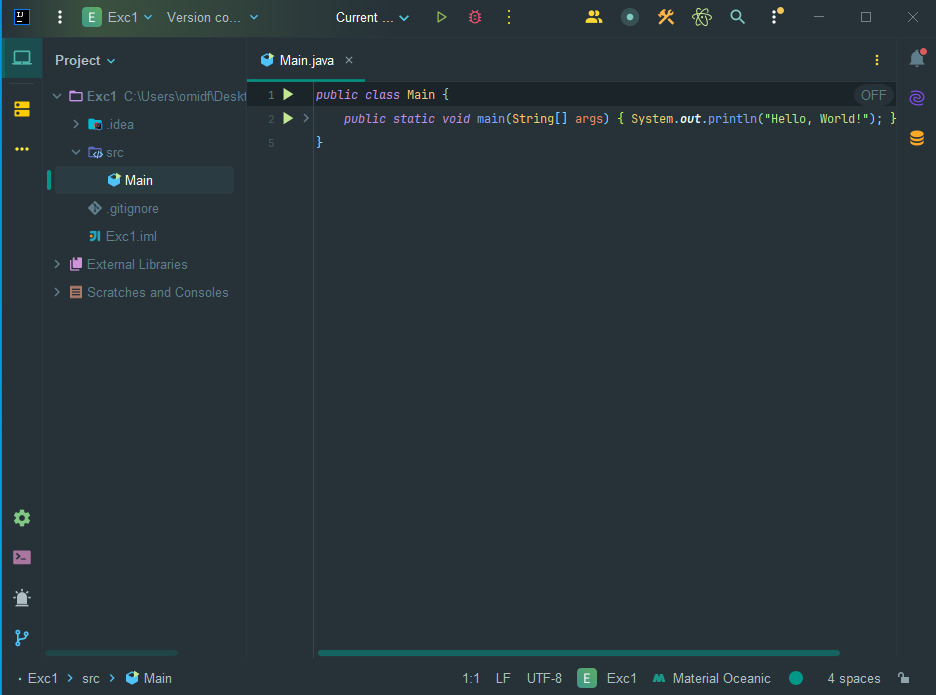 IJ
E Exc1 Version co... Current ...
Project
Main.java
Exc1 C:\Users\omidf\Deskt
.idea
src
Main
.gitignore
Exc1.iml
External Libraries
Scratches and Consoles
OFF
1 public class Main {
2 public static void main(String[] args) { System.out.println("Hello, World!"); }
5 }
Exc1 > src > Main 1:1 LF UTF-8 E Exc1 Material Oceanic 4 spaces